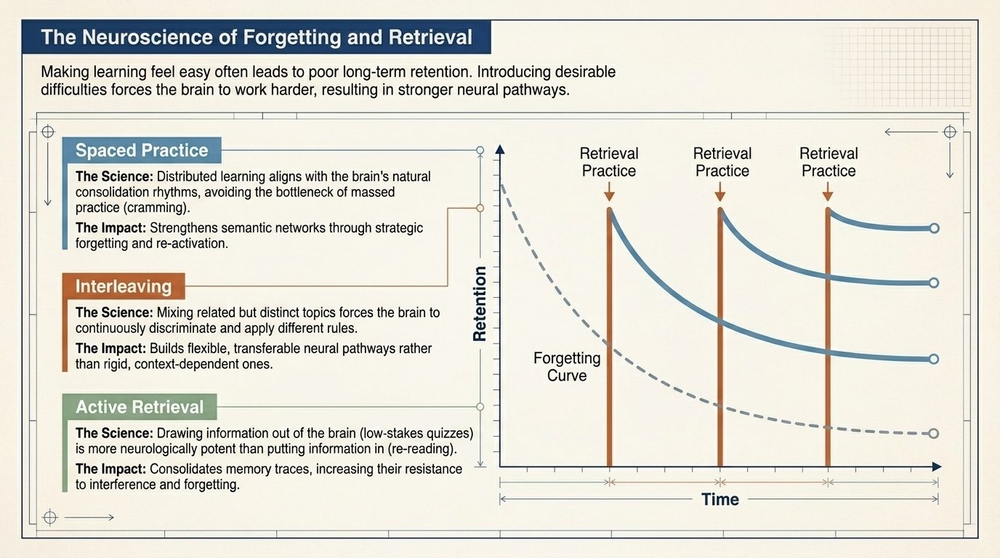 The Neuroscience of Forgetting and Retrieval
Making learning feel easy often leads to poor long-term retention. Introducing desirable
difficulties forces the brain to work harder, resulting in stronger neural pathways.
Spaced Practice
The Science: Distributed learning aligns with the brain's natural
consolidation rhythms, avoiding the bottleneck of massed
practice (cramming).
The Impact: Strengthens semantic networks through strategic
forgetting and re-activation.
Interleaving
The Science: Mixing related but distinct topics forces the brain to
continuously discriminate and apply different rules.
The Impact: Builds flexible, transferable neural pathways rather
than rigid, context-dependent ones.
Active Retrieval
The Science: Drawing information out of the brain (low-stakes quizzes)
is more neurologically potent than putting information in (re-reading).
The Impact: Consolidates memory traces, increasing their resistance
to interference and forgetting.
Retention
Retrieval
Practice
Retrieval
Practice
Retrieval
Practice
Forgetting
Curve
Time